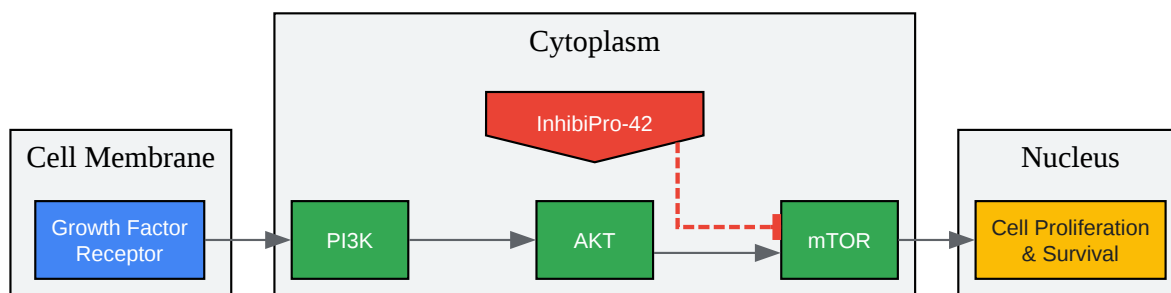 Cytoplasm
InhibiPro-42
Cell Membrane
Nucleus
Growth Factor
Receptor
PI3K
AKT
mTOR
Cell Proliferation
& Survival